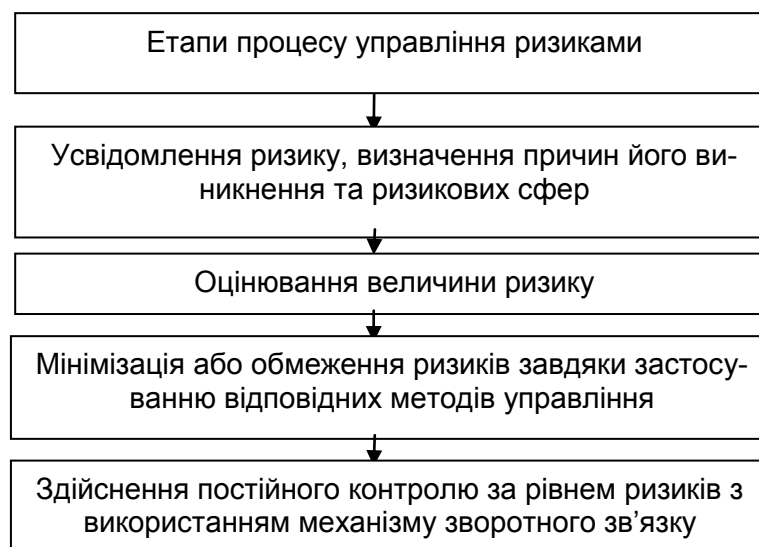 Етапи процесу управління ризиками
Усвідомлення ризику, визначення причин його ви-
никнення та ризикових сфер
Оцінювання величини ризику
Мінімізація або обмеження ризиків завдяки застосу-
ванню відповідних методів управління
Здійснення постійного контролю за рівнем ризиків з
використанням механізму зворотного зв’язку